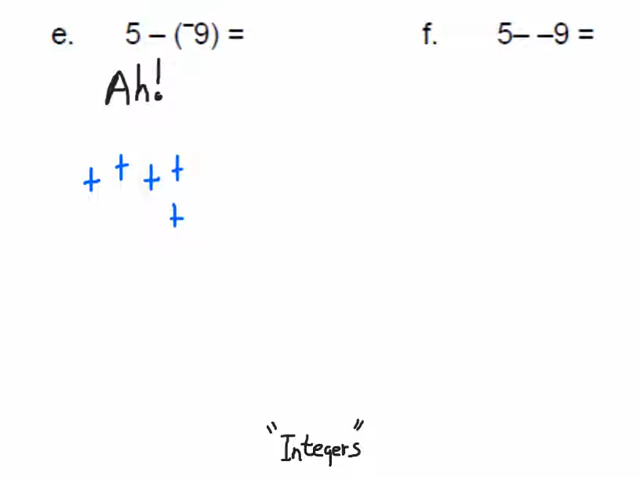 e. 5 – (⁻9) =
f. 5– –9 =
Ah!
+ + + +
+
"Integers"